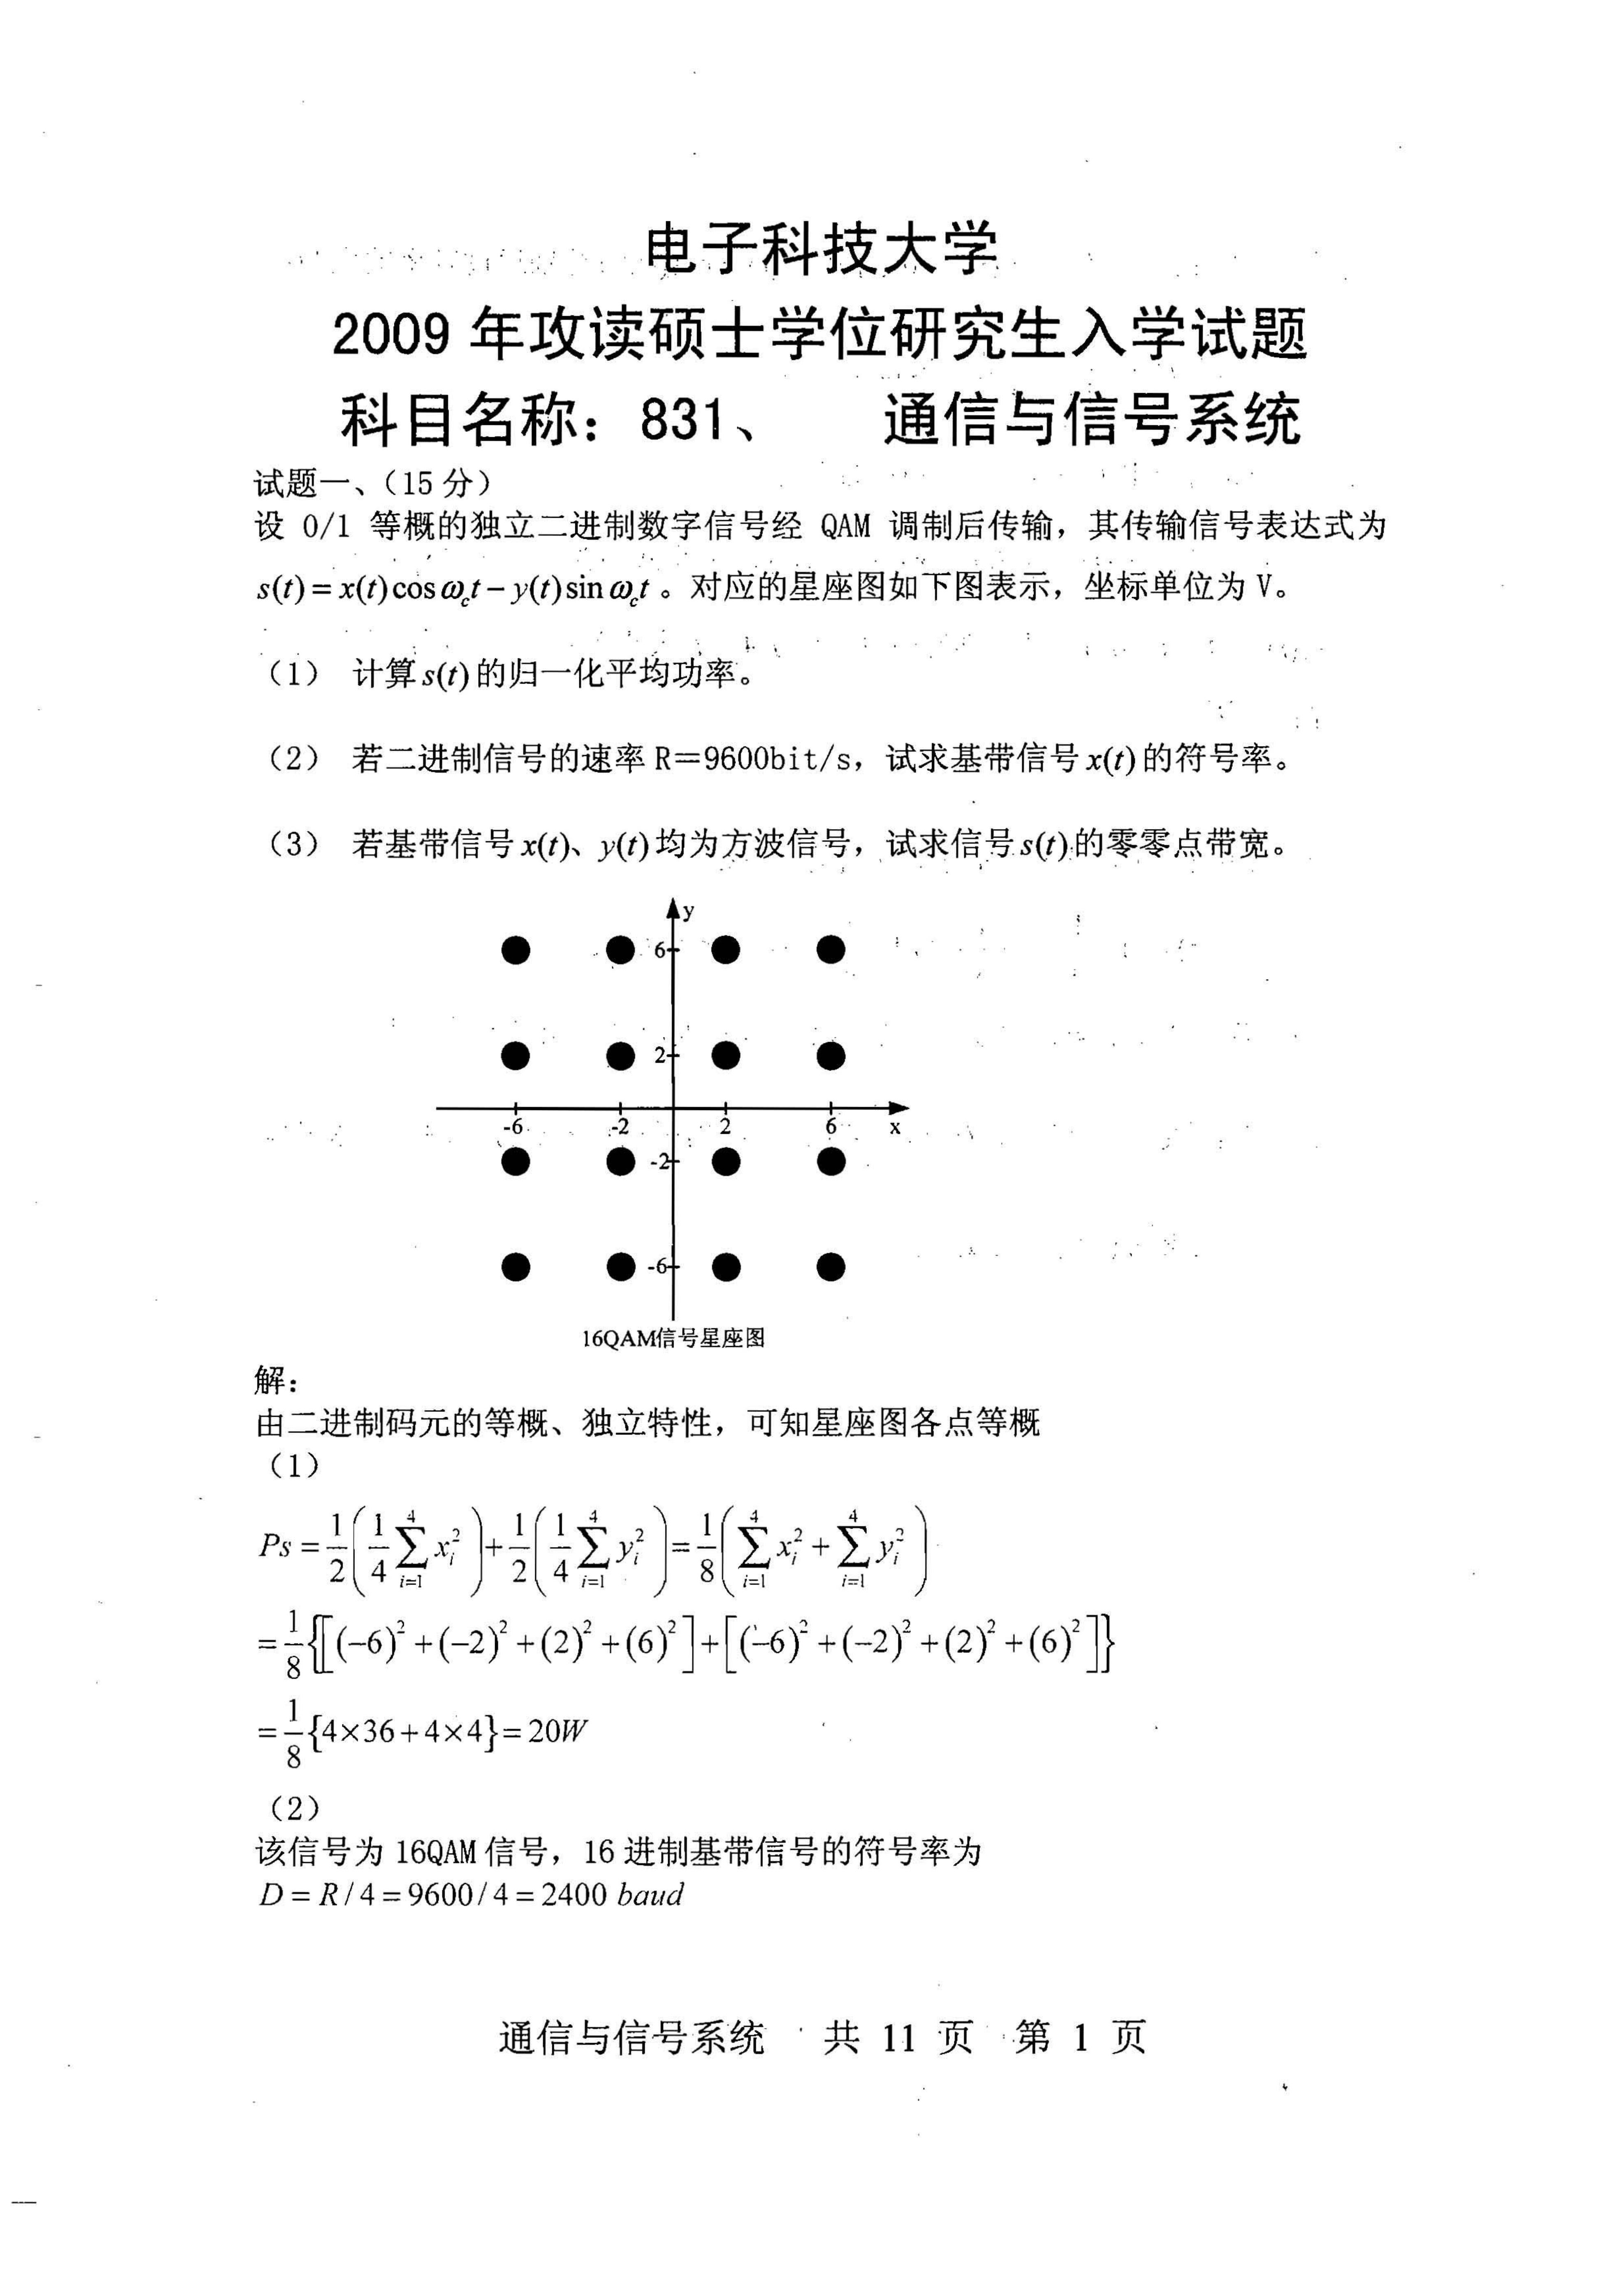 电子科技大学
2009 年攻读硕士学位研究生入学试题
科目名称：831、 通信与信号系统
试题一、（15 分）
设 0/1 等概的独立二进制数字信号经 QAM 调制后传输，其传输信号表达式为
s(t) = x(t)cos ω_c t − y(t)sin ω_c t 。对应的星座图如下图表示，坐标单位为 V。
（1） 计算 s(t) 的归一化平均功率。
（2） 若二进制信号的速率 R＝9600bit/s，试求基带信号 x(t) 的符号率。
（3） 若基带信号 x(t)、y(t) 均为方波信号，试求信号 s(t) 的零零点带宽。
y
6
2
-6 -2 2 6 x
-2
-6
16QAM信号星座图
解：
由二进制码元的等概、独立特性，可知星座图各点等概
（1）
Ps = 1/2 (1/4 ∑_{i=1}^{4} x_i^2) + 1/2 (1/4 ∑_{i=1}^{4} y_i^2) = 1/8 (∑_{i=1}^{4} x_i^2 + ∑_{i=1}^{4} y_i^2)
= 1/8 {[(−6)^2 + (−2)^2 + (2)^2 + (6)^2] + [(−6)^2 + (−2)^2 + (2)^2 + (6)^2]}
= 1/8 {4×36 + 4×4} = 20W
（2）
该信号为 16QAM 信号，16 进制基带信号的符号率为
D = R / 4 = 9600 / 4 = 2400 baud
通信与信号系统 共 11 页 第 1 页